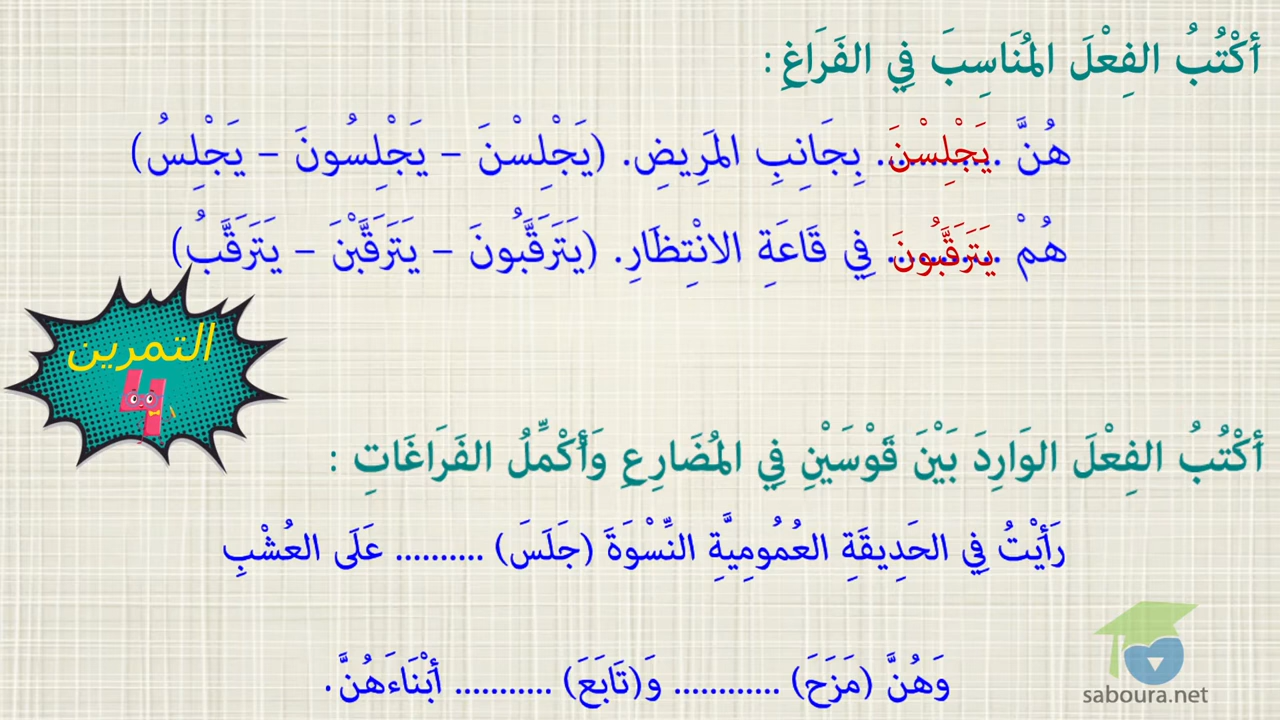 أَكْتُبُ الفِعْلَ المُنَاسِبَ فِي الفَرَاغِ :
هُنَّ يَجْلِسْنَ بِجَانِبِ المَرِيضِ. (يَجْلِسْنَ – يَجْلِسُونَ – يَجْلِسُ)
هُمْ يَتَرَقَّبُونَ فِي قَاعَةِ الانْتِظَارِ. (يَتَرَقَّبُونَ – يَتَرَقَّبْنَ – يَتَرَقَّبُ)
التمرين
4
أَكْتُبُ الفِعْلَ الوَارِدَ بَيْنَ قَوْسَيْنِ فِي المُضَارِعِ وَأُكَمِّلُ الفَرَاغَاتِ :
رَأَيْتُ فِي الحَدِيقَةِ العُمُومِيَّةِ النِّسْوَةَ (جَلَسَ) .......... عَلَى العُشْبِ
وَهُنَّ (مَزَحَ) ............ وَ(تَابَعَ) ........... أَبْنَاءَهُنَّ.
saboura.net